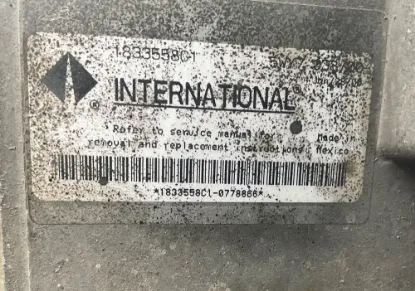 1833558C1
INTERNATIONAL®
Refer to service manual for
removal and replacement instructions
Made in
Mexico
*1833558C1-0778866*